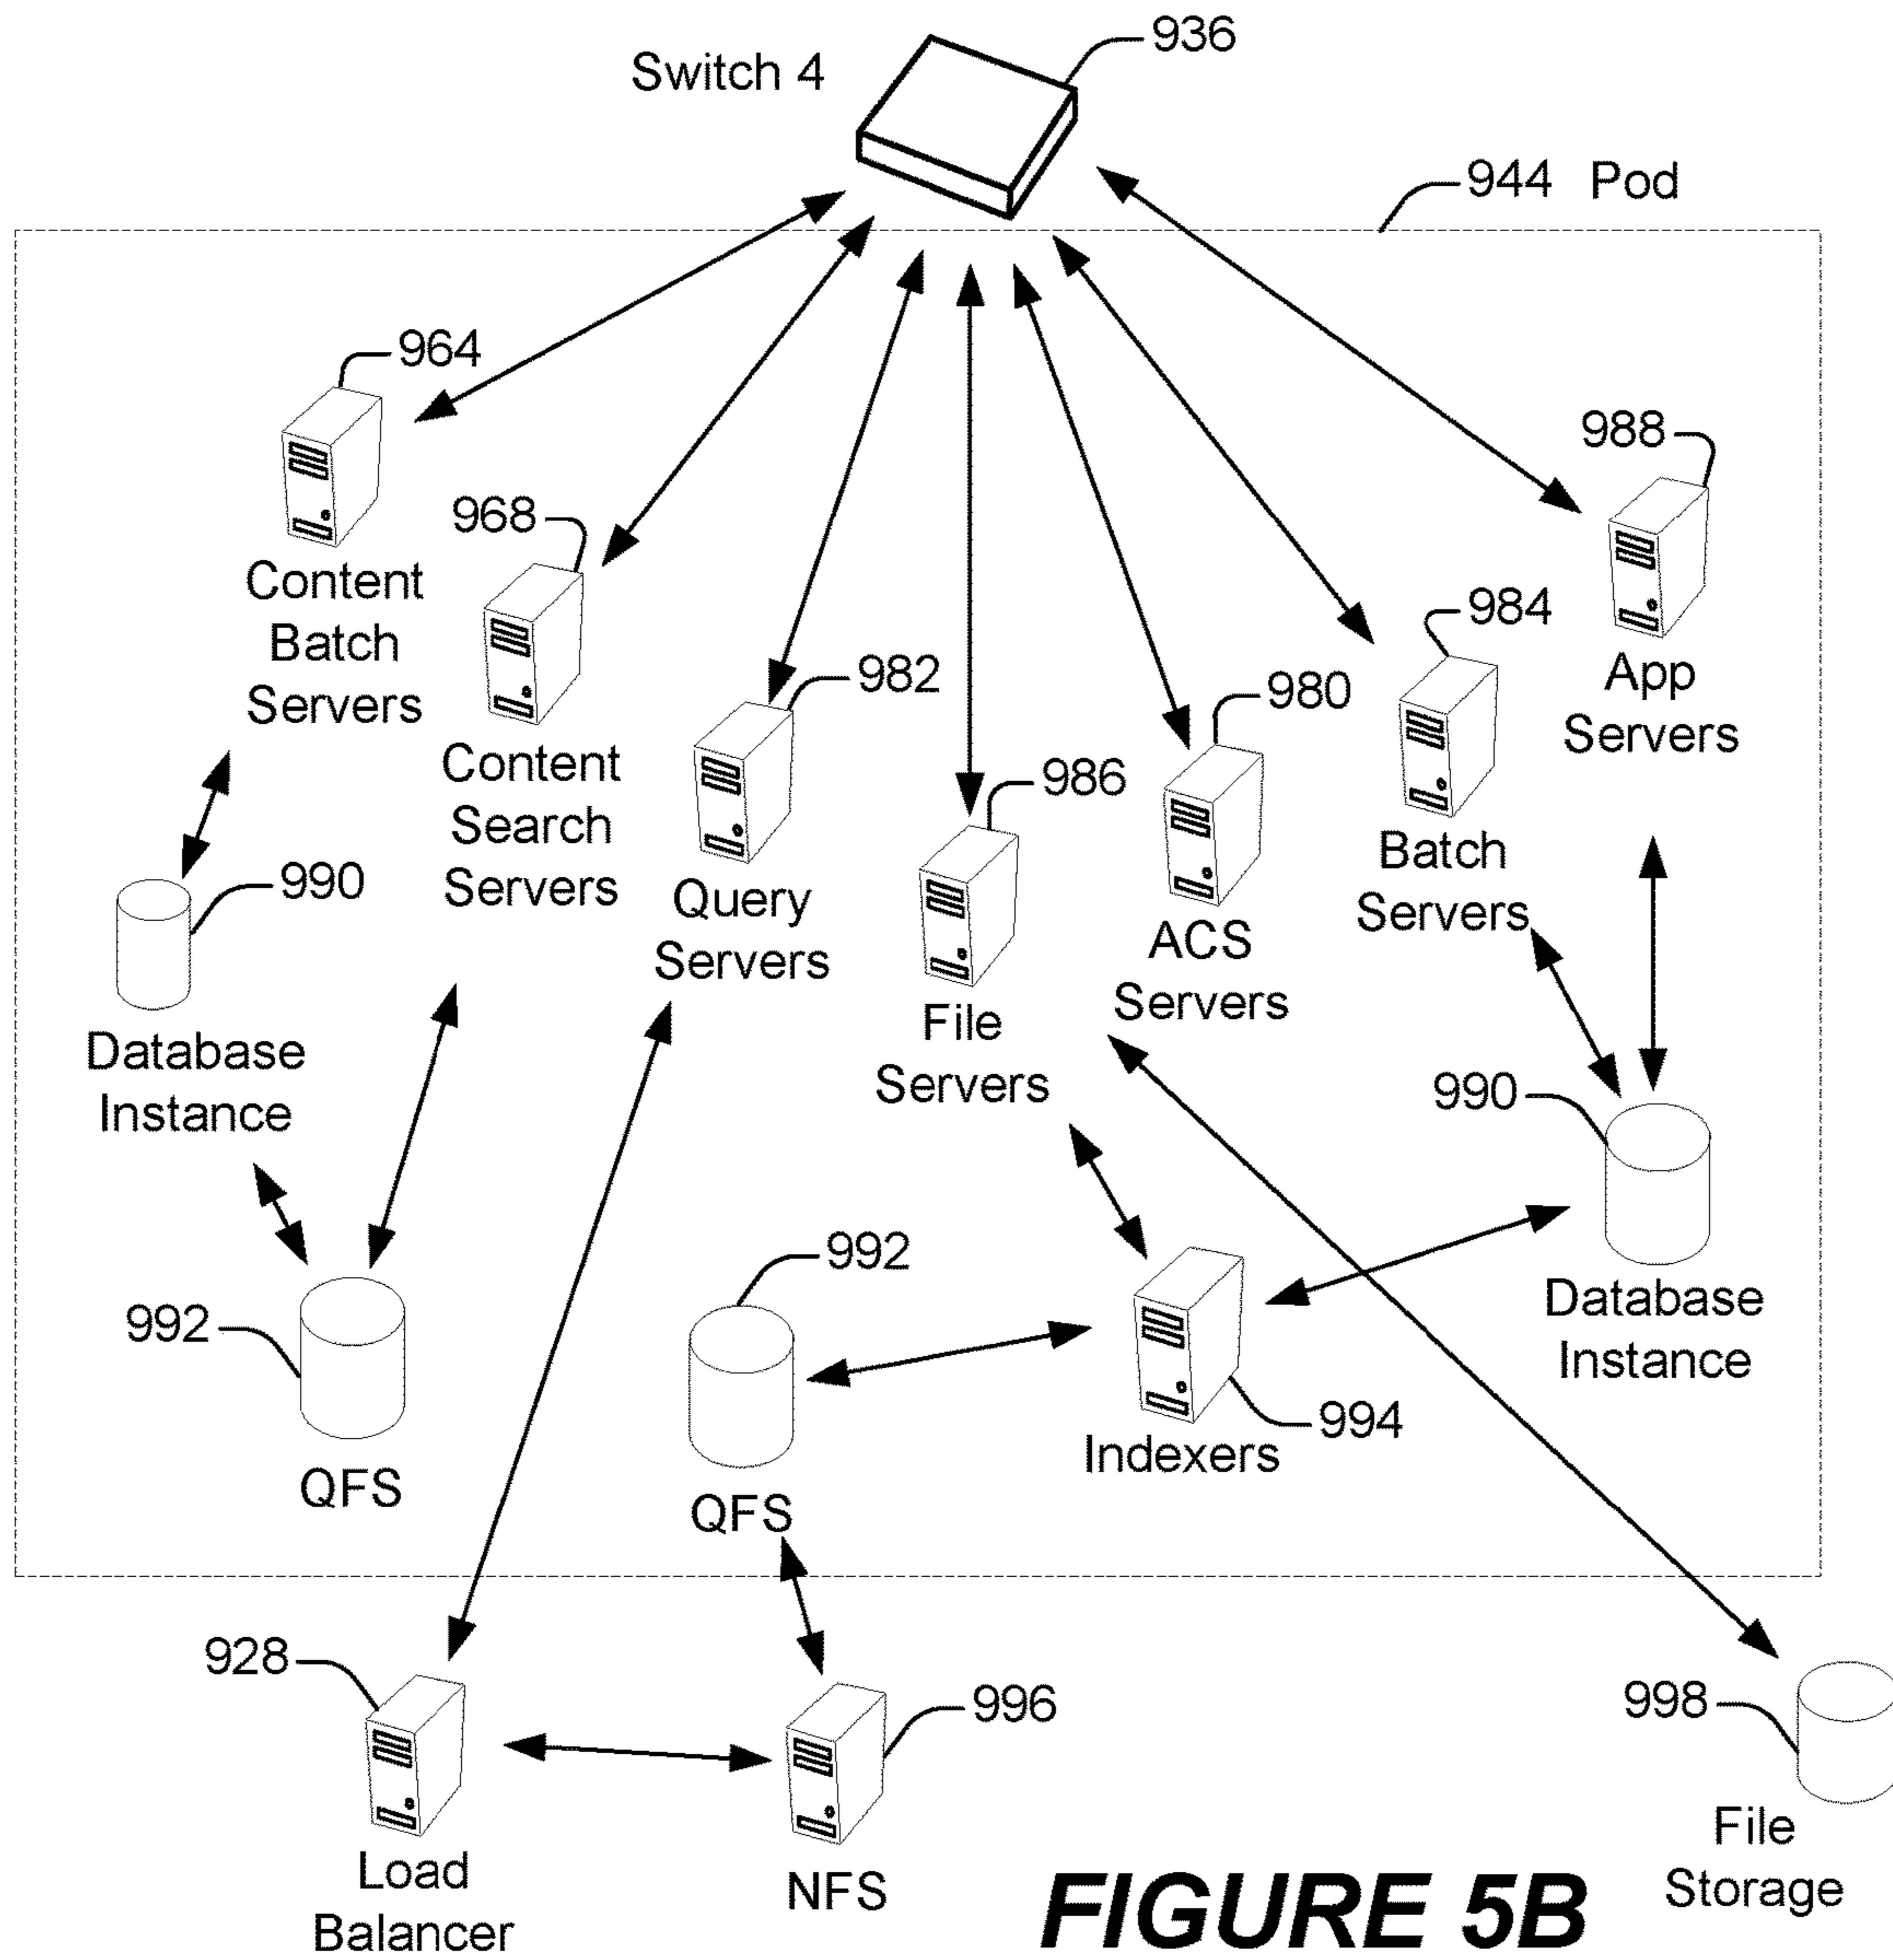 936
Switch 4
944 Pod
964
988
968
Content
Batch
Servers
984
982
980
App
Servers
Content
Search
Servers
986
Batch
Servers
990
Query
Servers
ACS
Servers
File
Servers
Database
Instance
990
992
992
Database
Instance
994
Indexers
QFS
QFS
928
996
998
Load
Balancer
NFS
File
Storage
FIGURE 5B